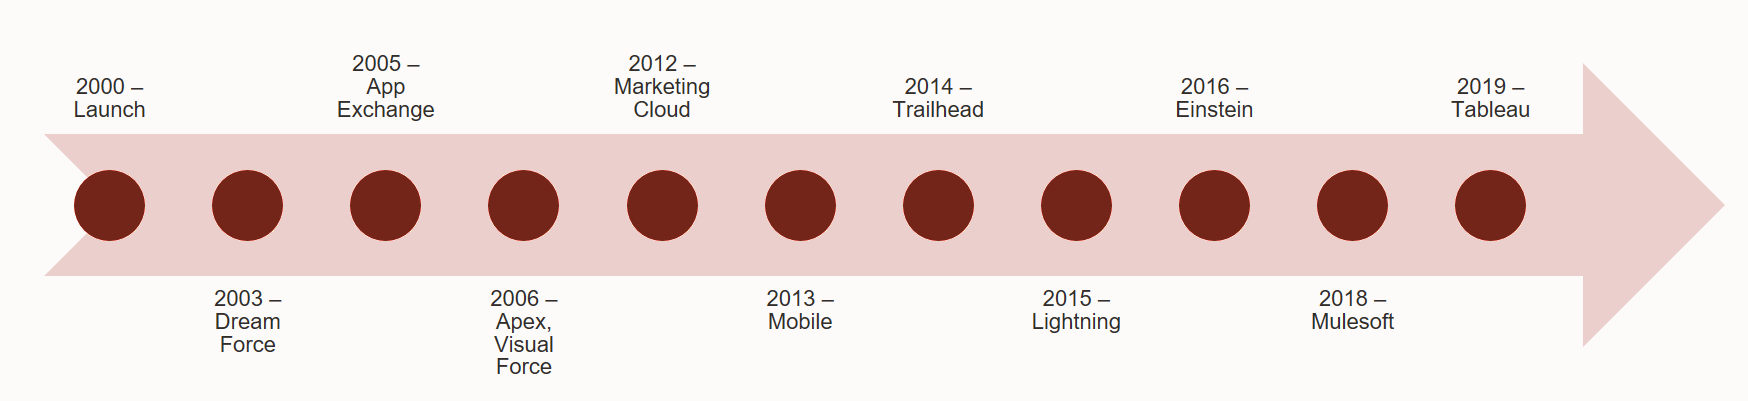 2000 –
Launch
2003 –
Dream
Force
2005 –
App
Exchange
2006 –
Apex,
Visual
Force
2012 –
Marketing
Cloud
2013 –
Mobile
2014 –
Trailhead
2015 –
Lightning
2016 –
Einstein
2018 –
Mulesoft
2019 –
Tableau